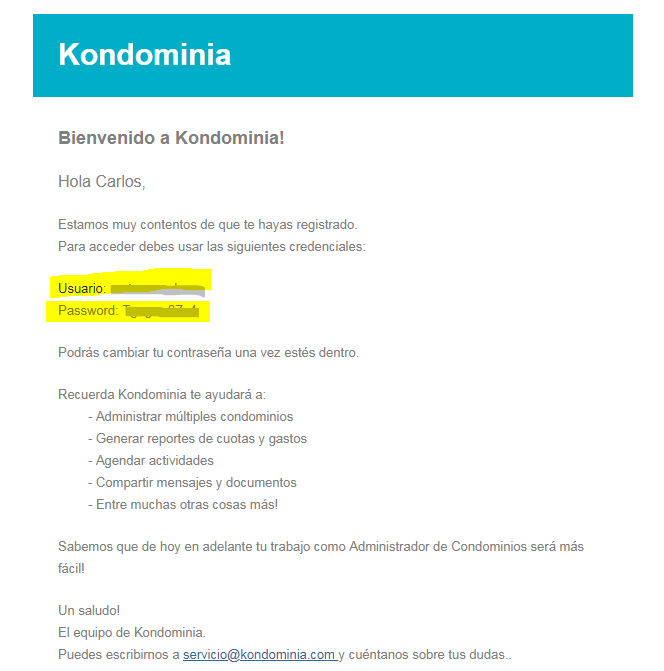 Kondominia
Bienvenido a Kondominia!
Hola Carlos,
Estamos muy contentos de que te hayas registrado.
Para acceder debes usar las siguientes credenciales:
Usuario:
Password:
Podrás cambiar tu contraseña una vez estés dentro.
Recuerda Kondominia te ayudará a:
- Administrar múltiples condominios
- Generar reportes de cuotas y gastos
- Agendar actividades
- Compartir mensajes y documentos
- Entre muchas otras cosas más!
Sabemos que de hoy en adelante tu trabajo como Administrador de Condominios será más
fácil!
Un saludo!
El equipo de Kondominia.
Puedes escribirnos a servicio@kondominia.com y cuéntanos sobre tus dudas..